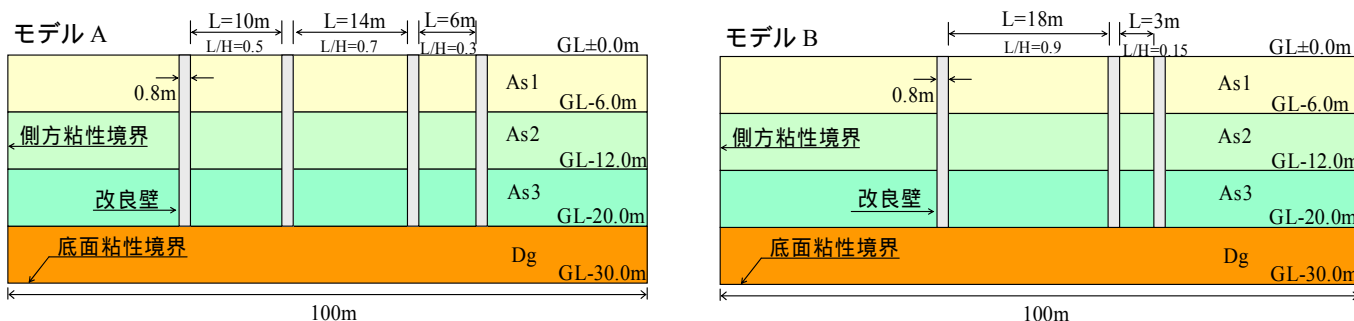 モデル A
L=10m
L=14m
L=6m
L/H=0.5
L/H=0.7
L/H=0.3
GL±0.0m
0.8m
As1
GL-6.0m
側方粘性境界
As2
GL-12.0m
改良壁
As3
GL-20.0m
底面粘性境界
Dg
GL-30.0m
100m
モデル B
L=18m
L=3m
L/H=0.9
L/H=0.15
GL±0.0m
0.8m
As1
GL-6.0m
側方粘性境界
As2
GL-12.0m
改良壁
As3
GL-20.0m
底面粘性境界
Dg
GL-30.0m
100m